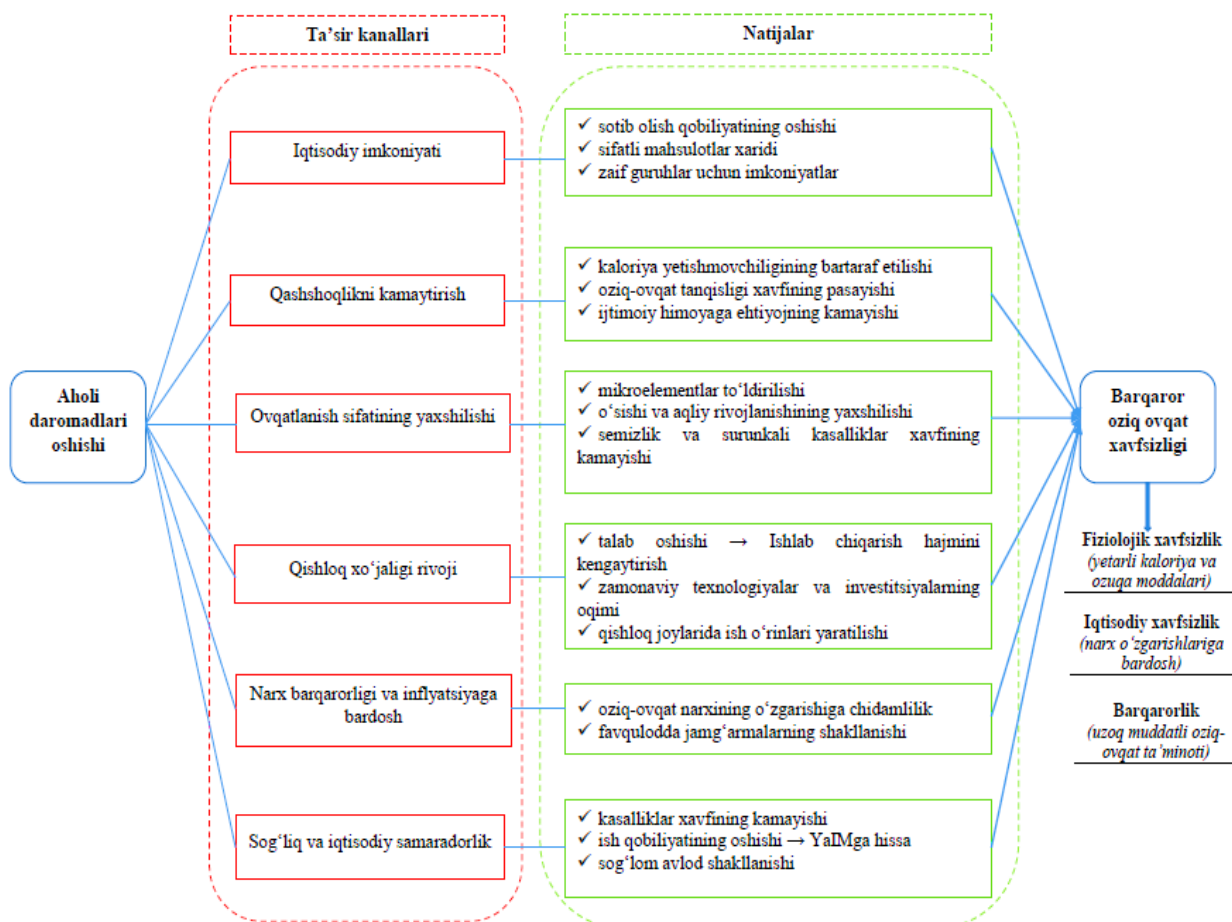 Ta’sir kanallari
Natijalar
Aholi
daromadlari
oshishi
Iqtisodiy imkoniyati
✓ sotib olish qobiliyatining oshishi
✓ sifatli mahsulotlar xaridi
✓ zaif guruhlar uchun imkoniyatlar
Qashshoqlikni kamaytirish
✓ kaloriya yetishmovchiligining bartaraf etilishi
✓ oziq-ovqat tanqisligi xavfining pasayishi
✓ ijtimoiy himoyaga ehtiyojning kamayishi
Ovqatlanish sifatining yaxshilishi
✓ mikroelementlar to‘ldirilishi
✓ o‘sishi va aqliy rivojlanishining yaxshilishi
✓ semizlik va surunkali kasalliklar xavfining
kamayishi
Qishloq xo‘jaligi rivoji
✓ talab oshishi → Ishlab chiqarish hajmini
kengaytirish
✓ zamonaviy texnologiyalar va investitsiyalarning
oqimi
✓ qishloq joylarida ish o‘rinlari yaratilishi
Narx barqarorligi va inflyatsiyaga
bardosh
✓ oziq-ovqat narxining o‘zgarishiga chidamlilik
✓ favqulodda jamg‘armalarning shakllanishi
Sog‘liq va iqtisodiy samaradorlik
✓ kasalliklar xavfining kamayishi
✓ ish qobiliyatining oshishi → YaIMga hissa
✓ sog‘lom avlod shakllanishi
Barqaror
oziq ovqat
xavfsizligi
Fiziolojik xavfsizlik
(yetarli kaloriya va
ozuqa moddalari)
Iqtisodiy xavfsizlik
(narx o‘zgarishlariga
bardosh)
Barqarorlik
(uzoq muddatli oziq-
ovqat ta’minoti)